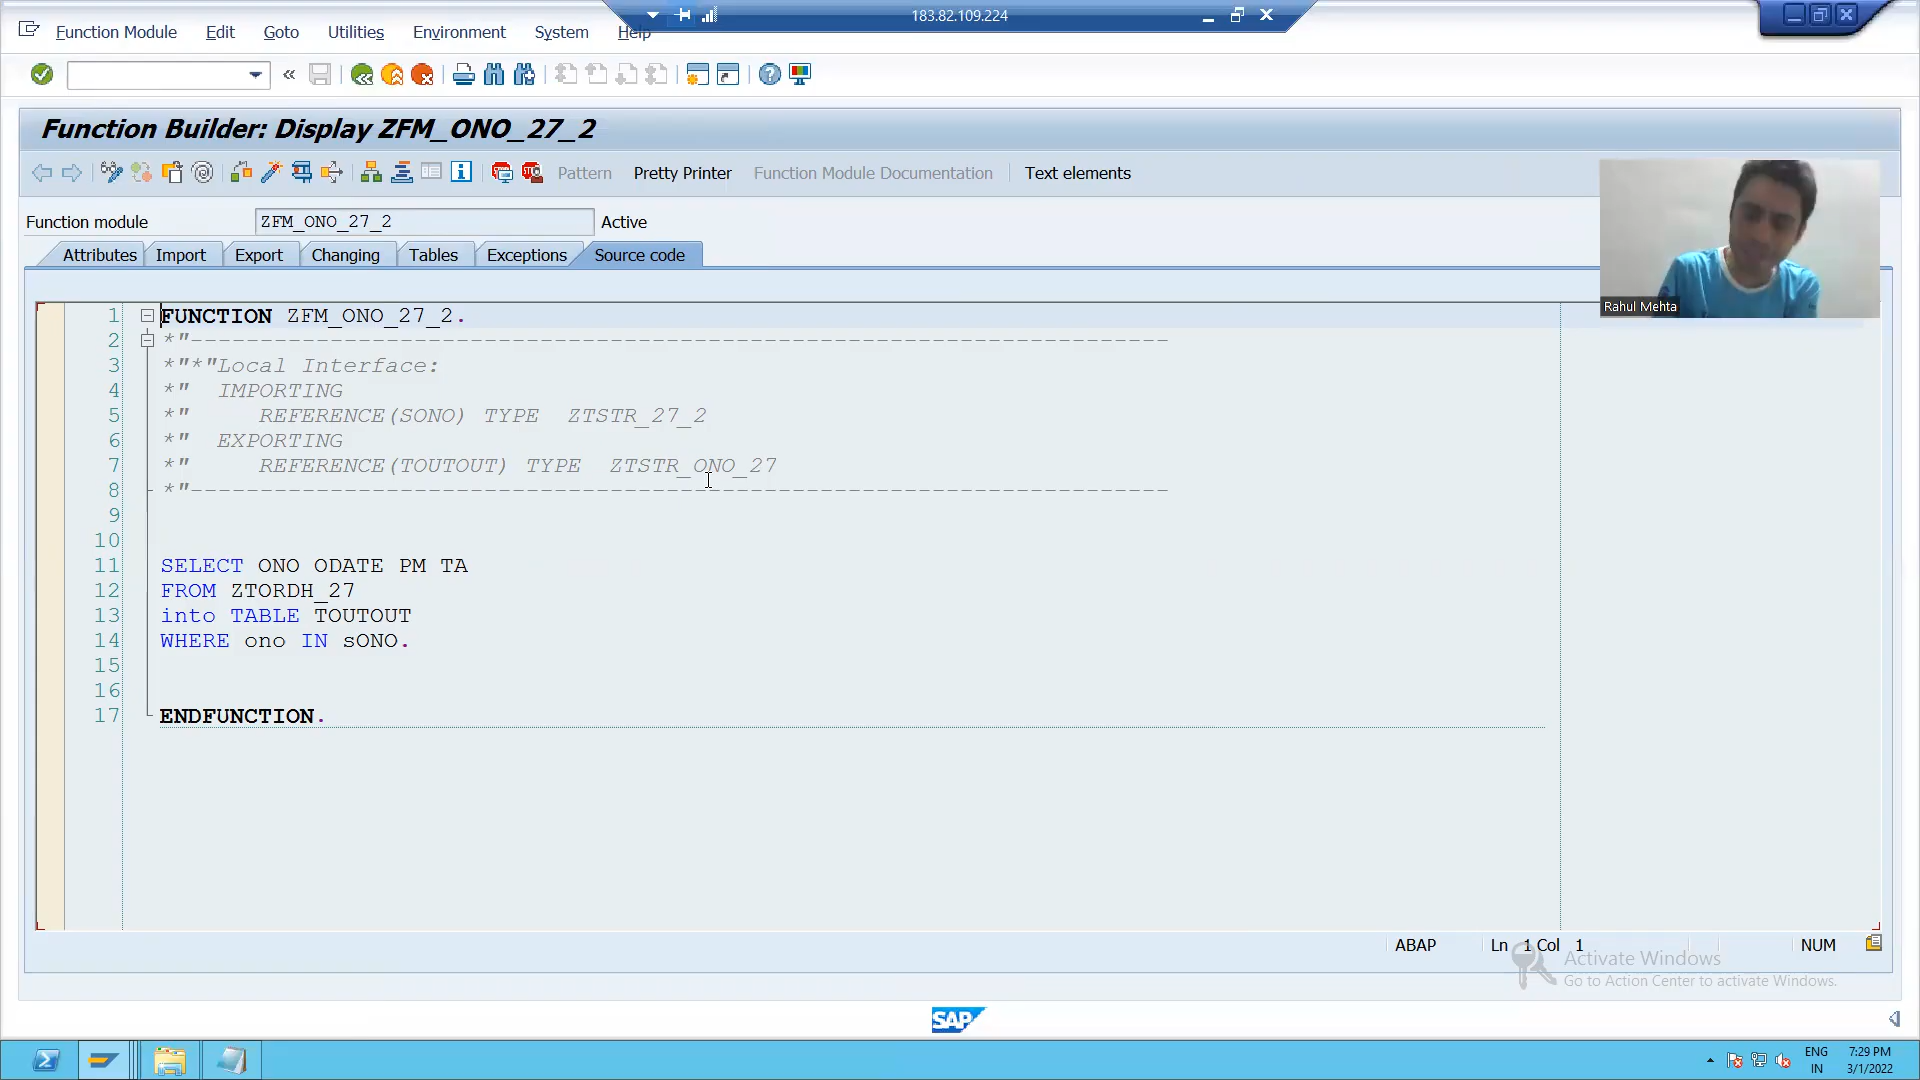 183.82.109.224
Function Module Edit Goto Utilities Environment System Help
Function Builder: Display ZFM_ONO_27_2
Pattern Pretty Printer Function Module Documentation Text elements
Function module ZFM_ONO_27_2 Active
Attributes Import Export Changing Tables Exceptions Source code
Rahul Mehta
1 FUNCTION ZFM_ONO_27_2.
2 *"----------------------------------------------------------------------
3 *"*"Local Interface:
4 *" IMPORTING
5 *" REFERENCE(SONO) TYPE ZTSTR_27_2
6 *" EXPORTING
7 *" REFERENCE(TOUTOUT) TYPE ZTSTR_ONO_27
8 *"----------------------------------------------------------------------
9
10
11 SELECT ONO ODATE PM TA
12 FROM ZTORDH_27
13 into TABLE TOUTOUT
14 WHERE ono IN sONO.
15
16
17 ENDFUNCTION.
ABAP Ln 1 Col 1 NUM
Activate Windows
Go to Action Center to activate Windows.
SAP
ENG 7:29 PM
IN 3/1/2022